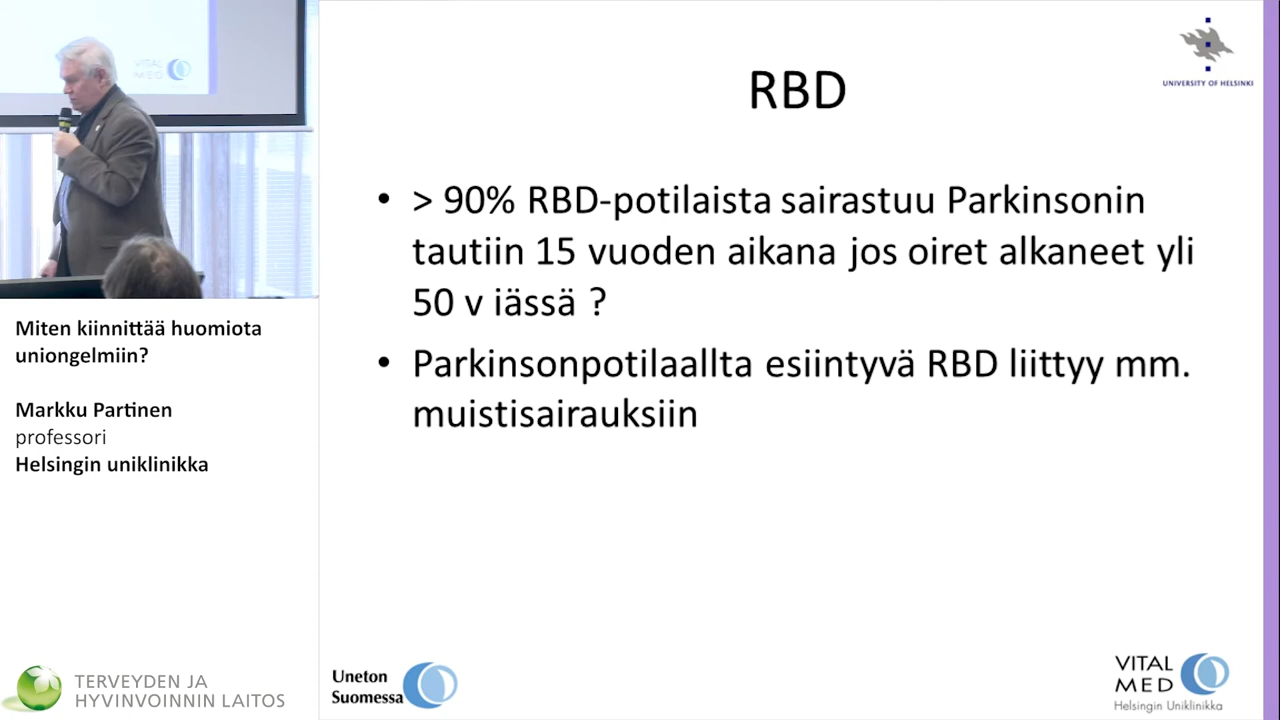 VITAL
MED
Miten kiinnittää huomiota
uniongelmiin?
Markku Partinen
professori
Helsingin uniklinikka
TERVEYDEN JA
HYVINVOINNIN LAITOS
UNIVERSITY OF HELSINKI
RBD
• > 90% RBD-potilaista sairastuu Parkinsonin
tautiin 15 vuoden aikana jos oiret alkaneet yli
50 v iässä ?
• Parkinsonpotilaallta esiintyvä RBD liittyy mm.
muistisairauksiin
Uneton
Suomessa
VITAL
MED
Helsingin Uniklinikka